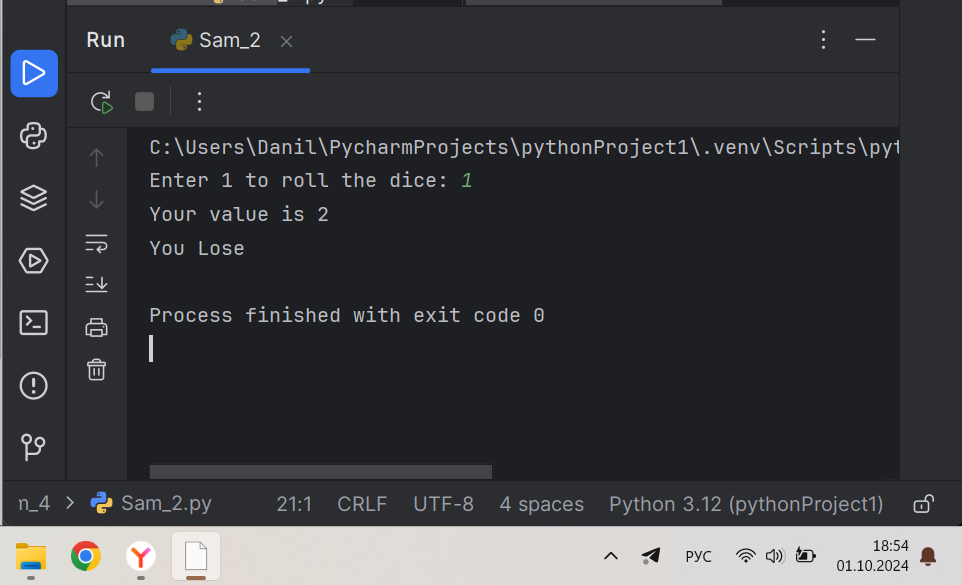 Run Sam_2
C:\Users\Danil\PycharmProjects\pythonProject1\.venv\Scripts\pyt
Enter 1 to roll the dice: 1
Your value is 2
You Lose
Process finished with exit code 0
n_4 > Sam_2.py 21:1 CRLF UTF-8 4 spaces Python 3.12 (pythonProject1)
РУС
18:54
01.10.2024